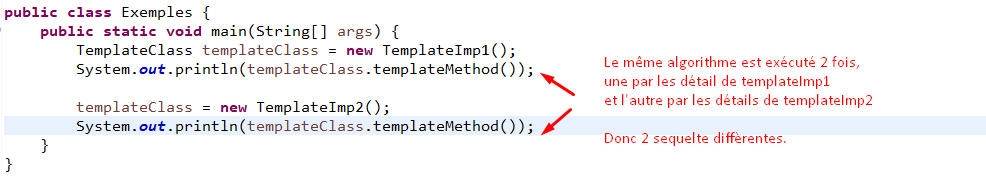 public class Exemples {
public static void main(String[] args) {
TemplateClass templateClass = new TemplateImp1();
System.out.println(templateClass.templateMethod());
templateClass = new TemplateImp2();
System.out.println(templateClass.templateMethod());
}
}
Le même algorithme est exécuté 2 fois,
une par les détail de templateImp1
et l'autre par les détails de templateImp2
Donc 2 sequelte diffèrentes.